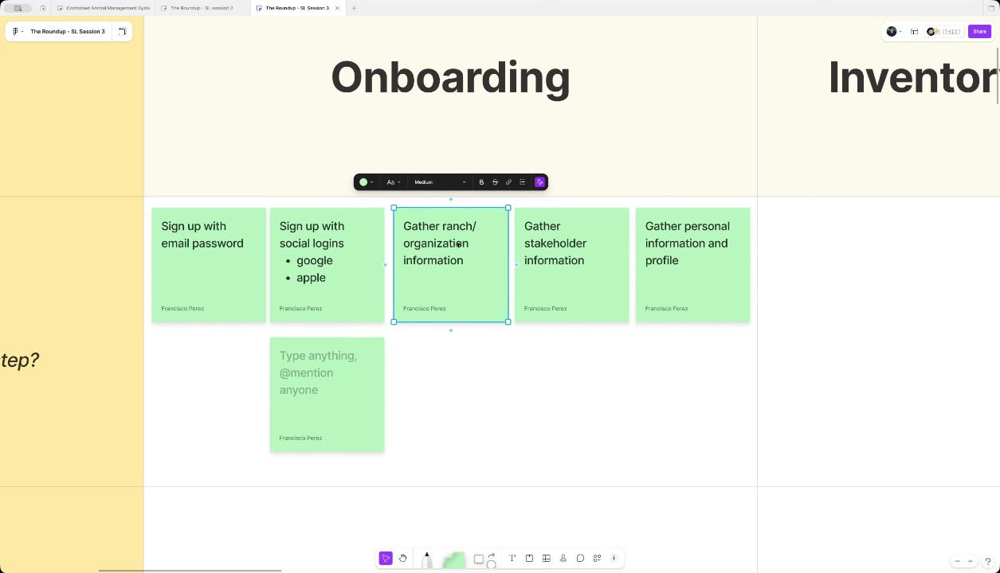 Contained Animal Management Syste
The Roundup - SL session 2
The Roundup - SL Session 3
The Roundup - SL Session 3
03:00
Share
Onboarding
Inventor
Aa
Medium
B
S
Sign up with
email password
Francisco Perez
Sign up with
social logins
• google
• apple
Francisco Perez
Gather ranch/
organization
information
Francisco Perez
Gather
stakeholder
information
Francisco Perez
Gather personal
information and
profile
Francisco Perez
tep?
Type anything,
@mention
anyone
Francisco Perez
T
?